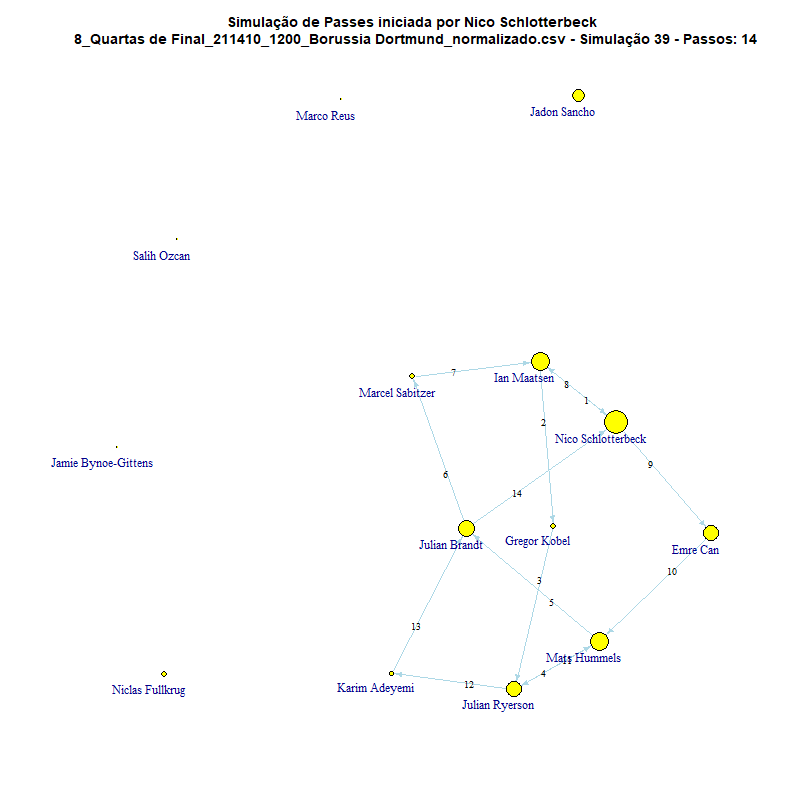 Simulação de Passes iniciada por Nico Schlotterbeck
8_Quartas de Final_211410_1200_Borussia Dortmund_normalizado.csv - Simulação 39 - Passos: 14
Marco Reus
Jadon Sancho
Salih Ozcan
7
Ian Maatsen
8
Marcel Sabitzer
1
2
Nico Schlotterbeck
Jamie Bynoe-Gittens
9
6
14
Julian Brandt
Gregor Kobel
Emre Can
10
3
5
13
Mats Hummels
11
4
12
Karim Adeyemi
Niclas Fullkrug
Julian Ryerson